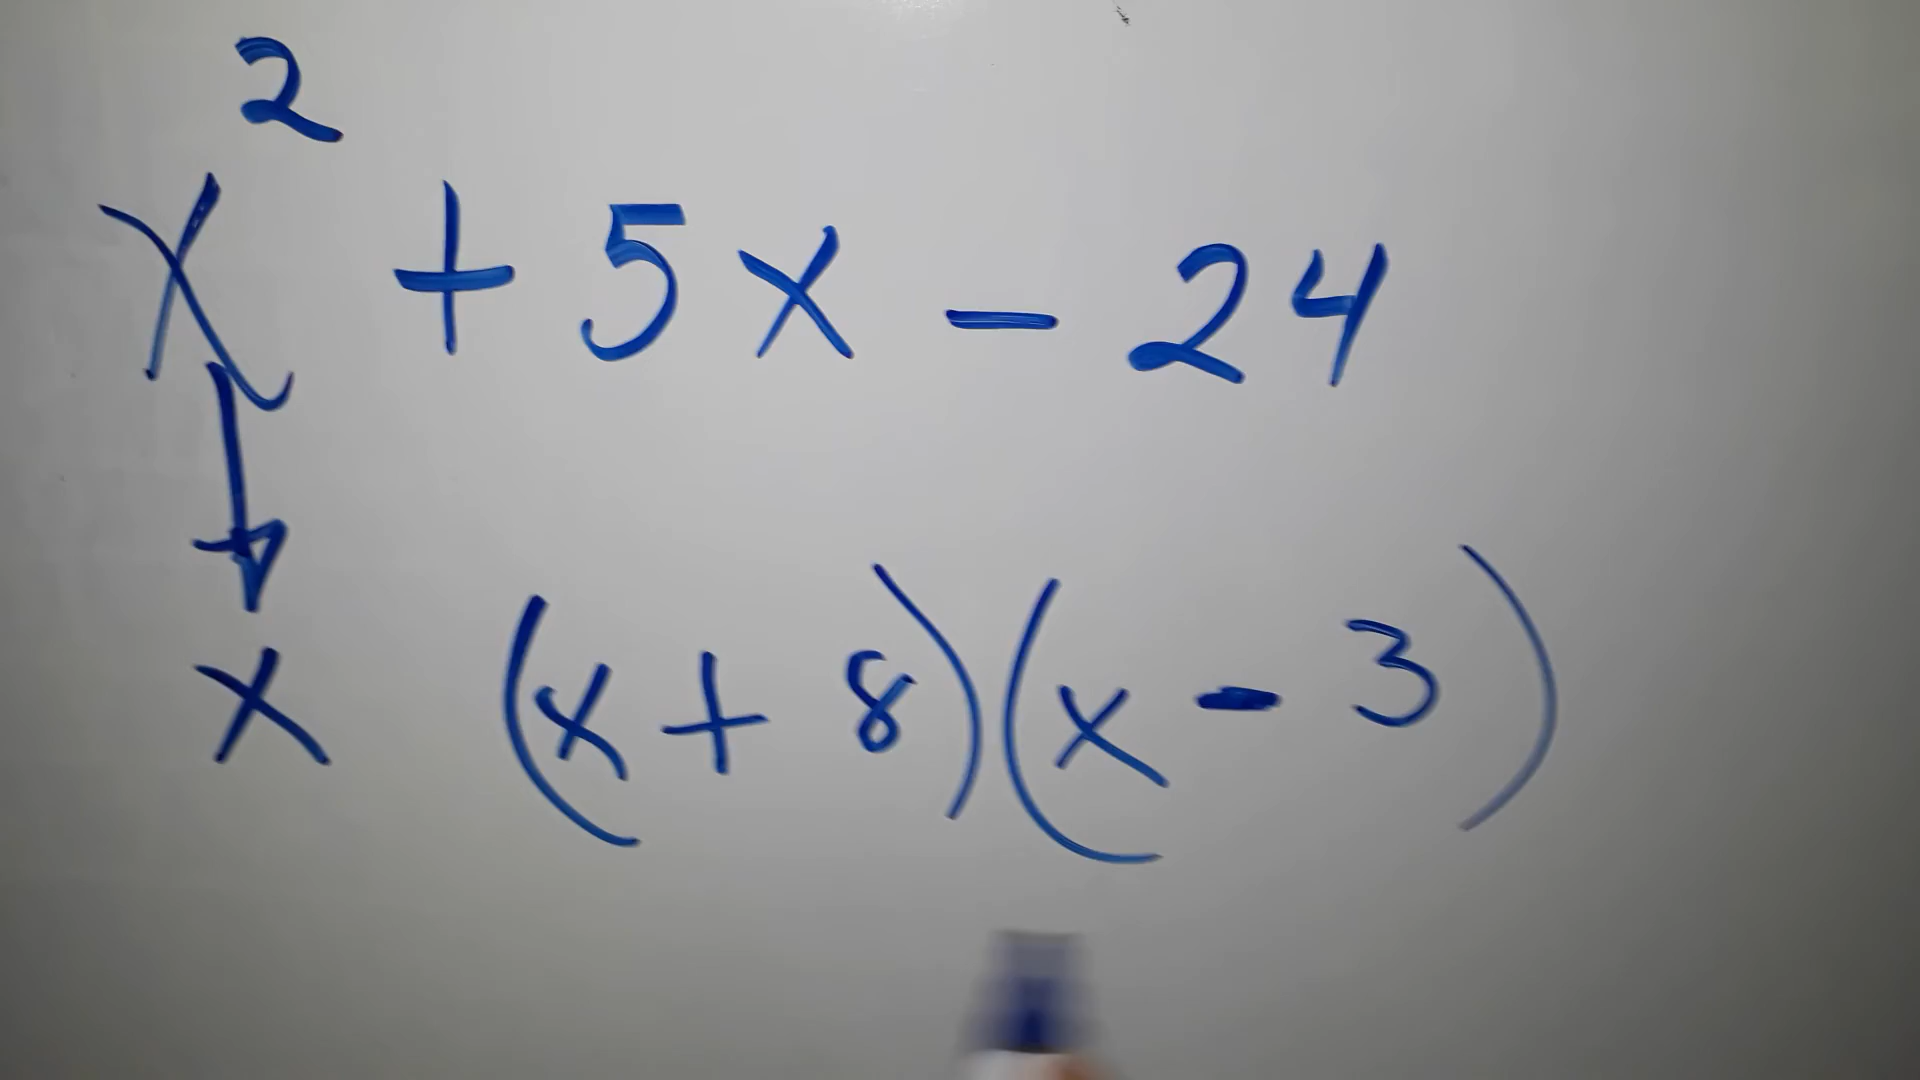 x² + 5x - 24
x (x + 8)(x - 3)